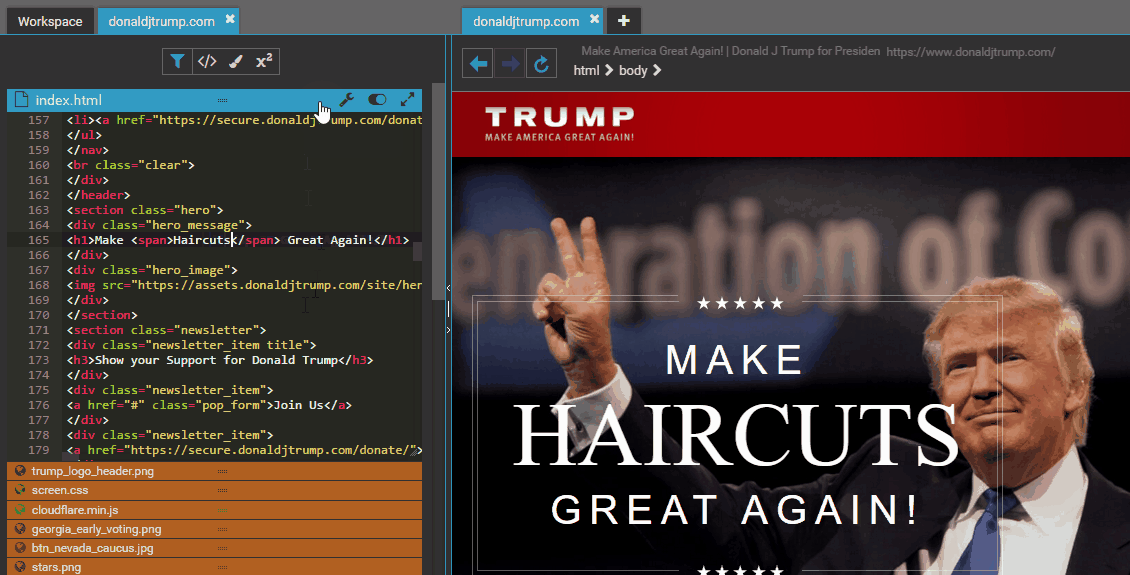 Workspace
donaldjtrump.com
donaldjtrump.com
Make America Great Again! | Donald J Trump for Presiden https://www.donaldjtrump.com/
html > body >
</>
x²
index.html
157 <li><a href="https://secure.donaldjtrump.com/donat
158 </ul>
159 </nav>
160 <br class="clear">
161 </div>
162 </header>
163 <section class="hero">
164 <div class="hero_message">
165 <h1>Make <span>Haircuts</span> Great Again!</h1>
166 </div>
167 <div class="hero_image">
168 <img src="https://assets.donaldjtrump.com/site/her
169 </div>
170 </section>
171 <section class="newsletter">
172 <div class="newsletter_item title">
173 <h3>Show your Support for Donald Trump</h3>
174 </div>
175 <div class="newsletter_item">
176 <a href="#" class="pop_form">Join Us</a>
177 </div>
178 <div class="newsletter_item">
179 <a href="https://secure.donaldjtrump.com/donate/">
trump_logo_header.png
screen.css
cloudflare.min.js
georgia_early_voting.png
btn_nevada_caucus.jpg
stars.png
TRUMP
MAKE AMERICA GREAT AGAIN!
eneration of Co
MAKE
HAIRCUTS
GREAT AGAIN!